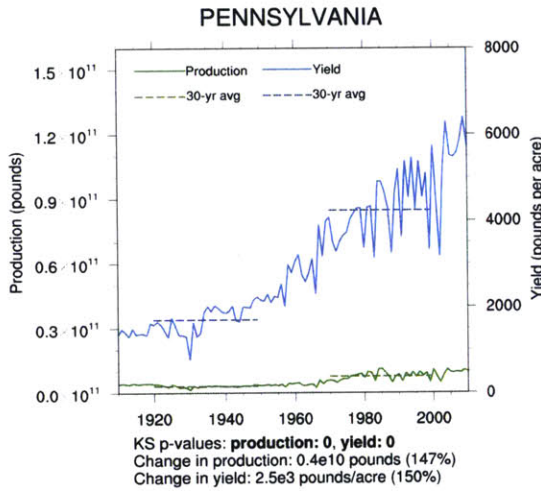 PENNSYLVANIA
Production
Yield
30-yr avg
30-yr avg
Production (pounds)
1.5 · 10¹¹
1.2 · 10¹¹
0.9 · 10¹¹
0.6 · 10¹¹
0.3 · 10¹¹
0.0 · 10¹¹
Yield (pounds per acre)
8000
6000
4000
2000
0
1920 1940 1960 1980 2000
KS p-values: production: 0, yield: 0
Change in production: 0.4e10 pounds (147%)
Change in yield: 2.5e3 pounds/acre (150%)